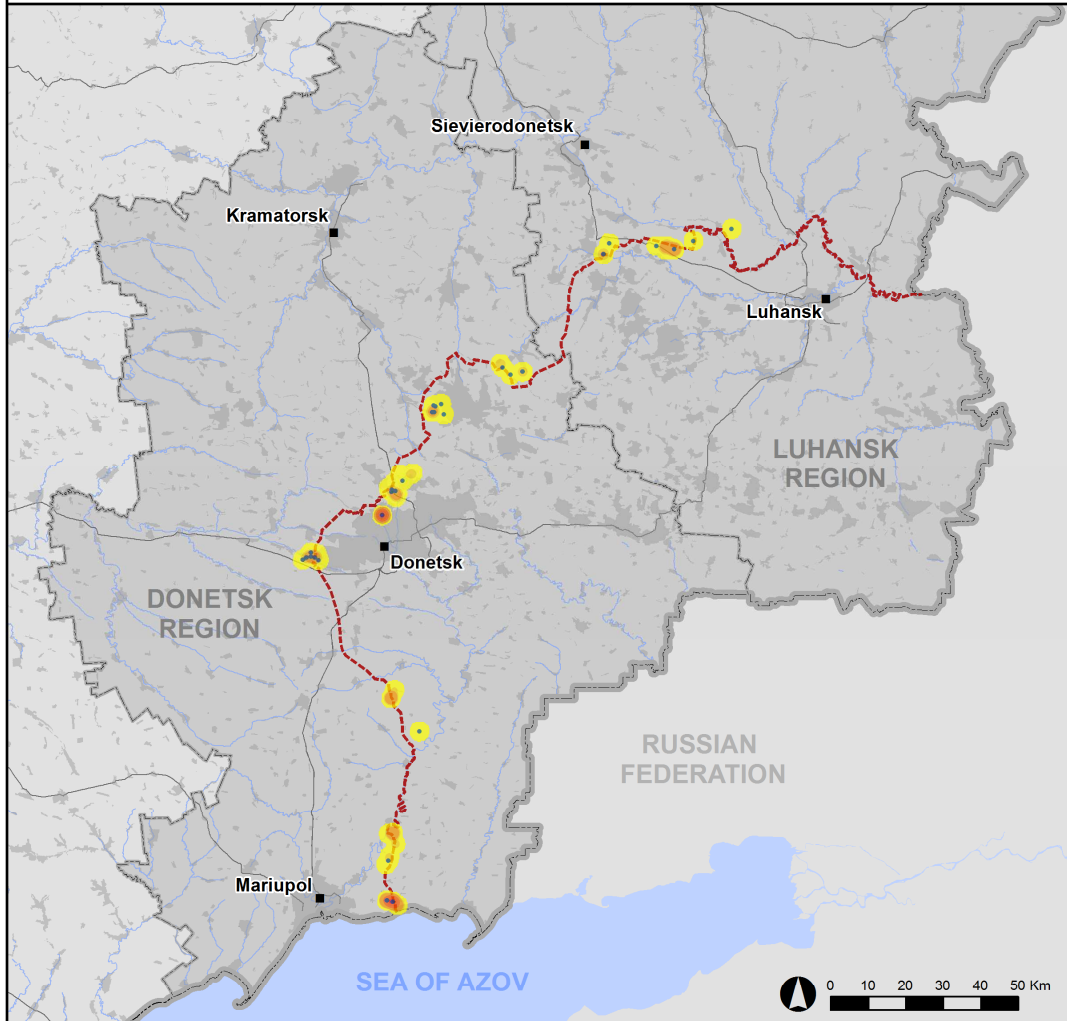 Sievierodonetsk
Kramatorsk
Luhansk
LUHANSK
REGION
Donetsk
DONETSK
REGION
RUSSIAN
FEDERATION
Mariupol
SEA OF AZOV
0 10 20 30 40 50 Km